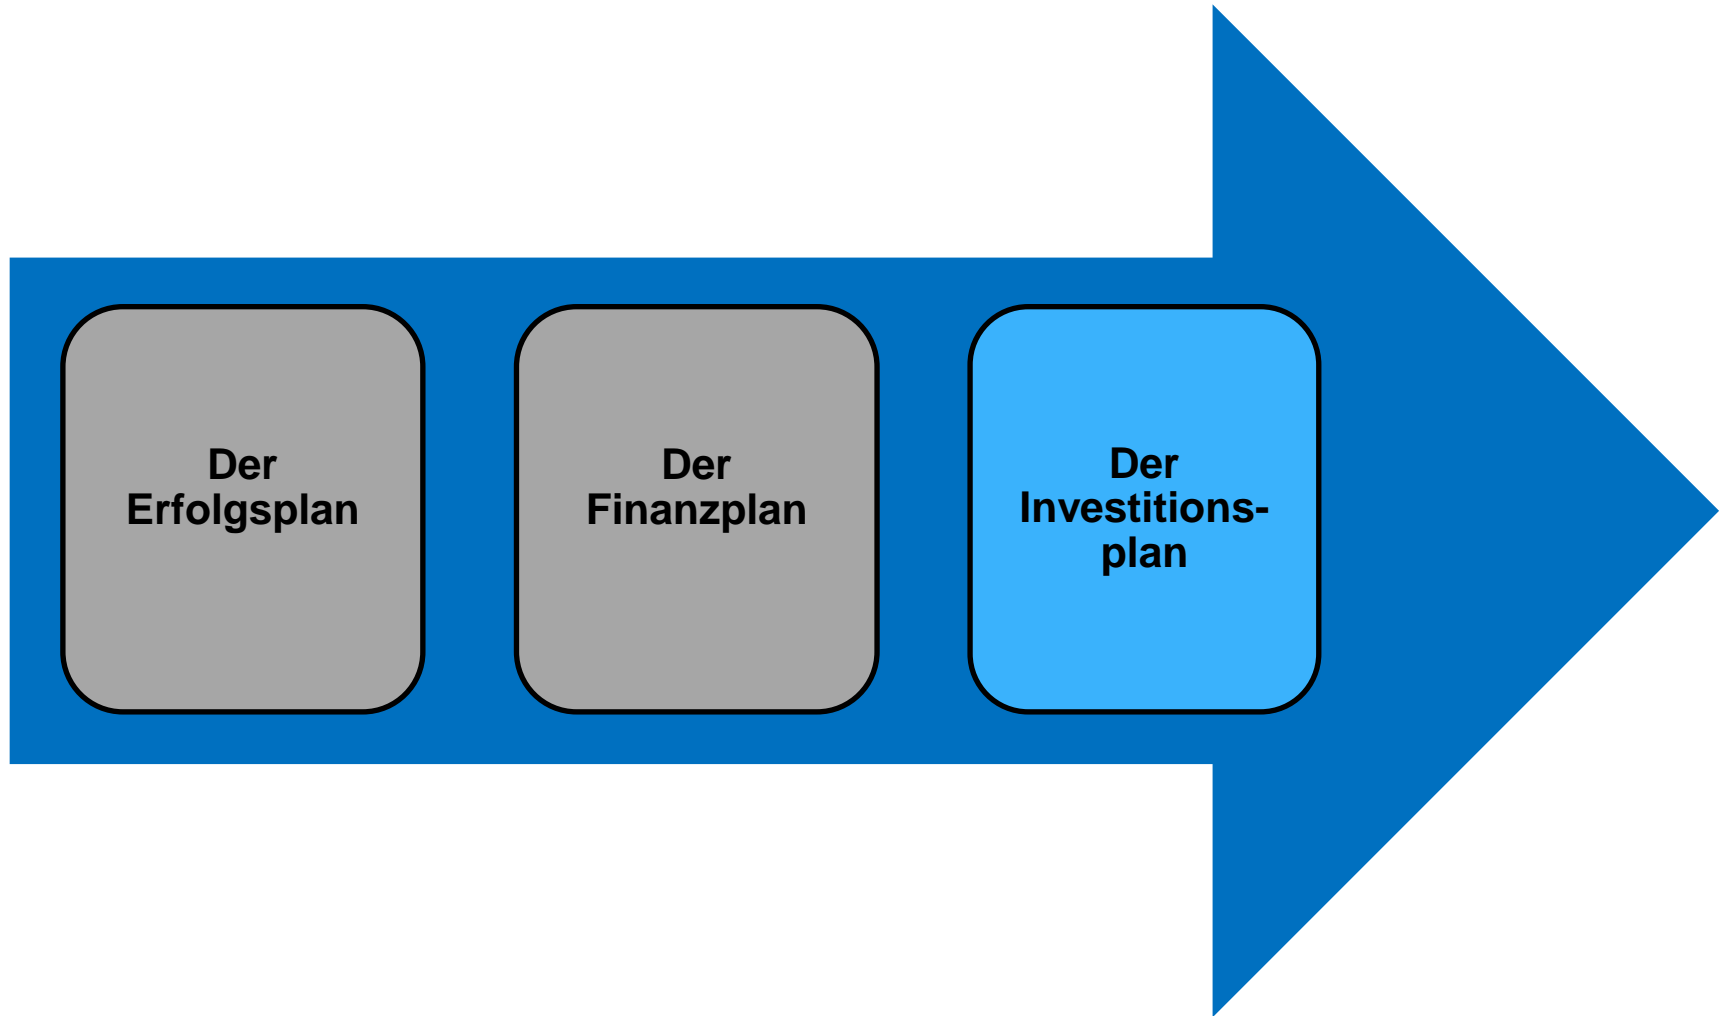 Der
Erfolgsplan
Der
Finanzplan
Der
Investitions-
plan